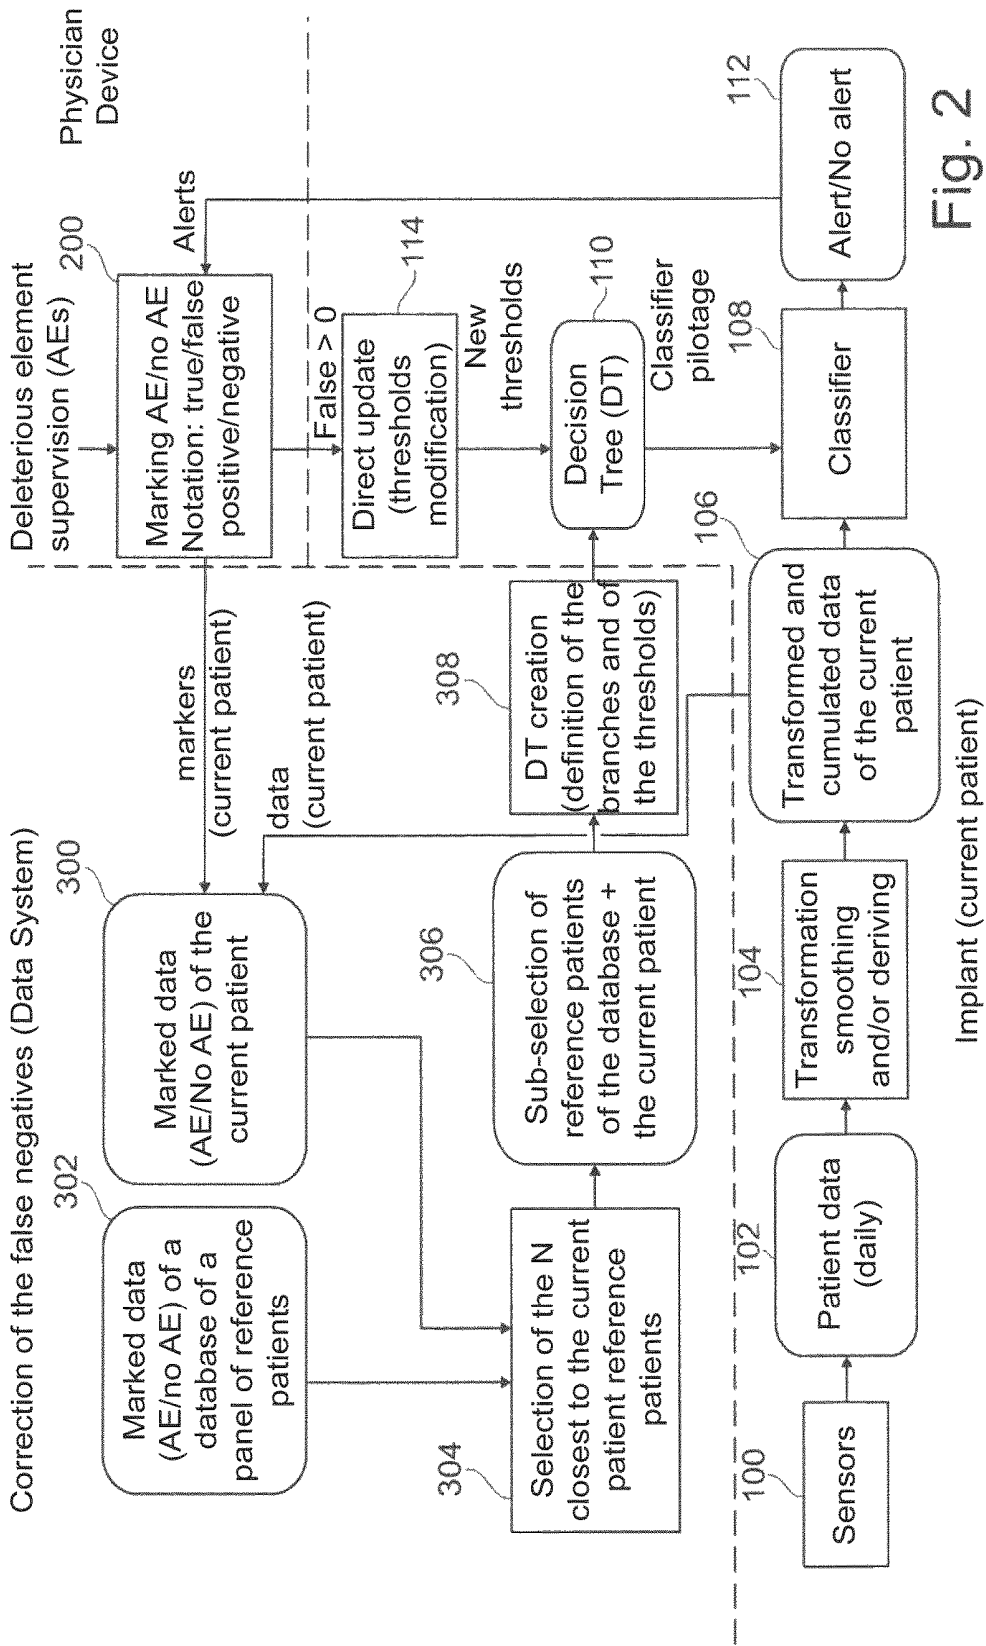 Correction of the false negatives (Data System)
Deleterious element
supervision (AEs)
Physician
Device
302
Marked data
(AE/no AE) of a
database of a
panel of reference
patients
300
Marked data
(AE/No AE) of the
current patient
markers
(current patient)
data
(current patient)
200
Marking AE/no AE
Notation: true/false
positive/negative
Alerts
False > 0
114
Direct update
(thresholds
modification)
New
thresholds
304
Selection of the N
closest to the current
patient reference
patients
306
Sub-selection of
reference patients
of the database +
the current patient
308
DT creation
(definition of the
branches and of
the thresholds)
110
Decision
Tree (DT)
Classifier
pilotage
100
Sensors
102
Patient data
(daily)
104
Transformation
smoothing
and/or deriving
106
Transformed and
cumulated data
of the current
patient
108
Classifier
112
Alert/No alert
Implant (current patient)
Fig. 2